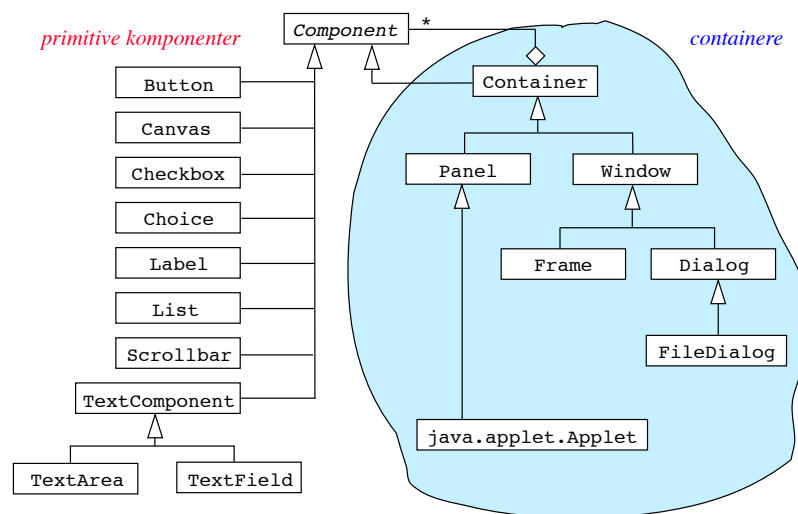 Component
*
primitive komponenter
containere
Button
Container
Canvas
Checkbox
Panel
Window
Choice
Label
Frame
Dialog
List
Scrollbar
FileDialog
TextComponent
java.applet.Applet
TextArea
TextField